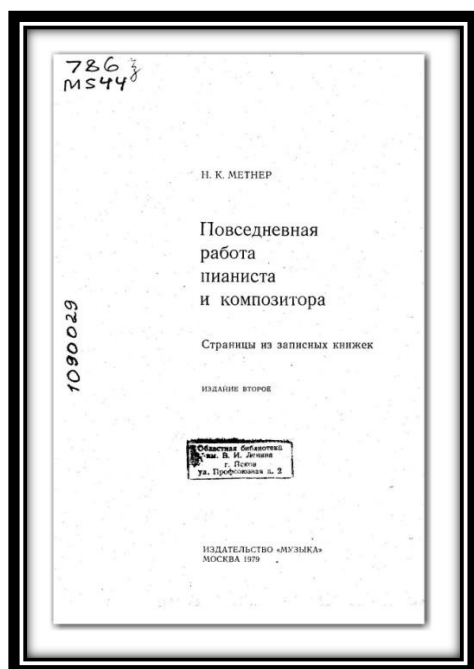 786 з
М544
Н. К. МЕТНЕР
Повседневная
работа
пианиста
и композитора
Страницы из записных книжек
ИЗДАНИЕ ВТОРОЕ
1090029
Областная библиотека
им. В. И. Ленина
г. Псков
ул. Профсоюзная д. 2
ИЗДАТЕЛЬСТВО «МУЗЫКА»
МОСКВА 1979